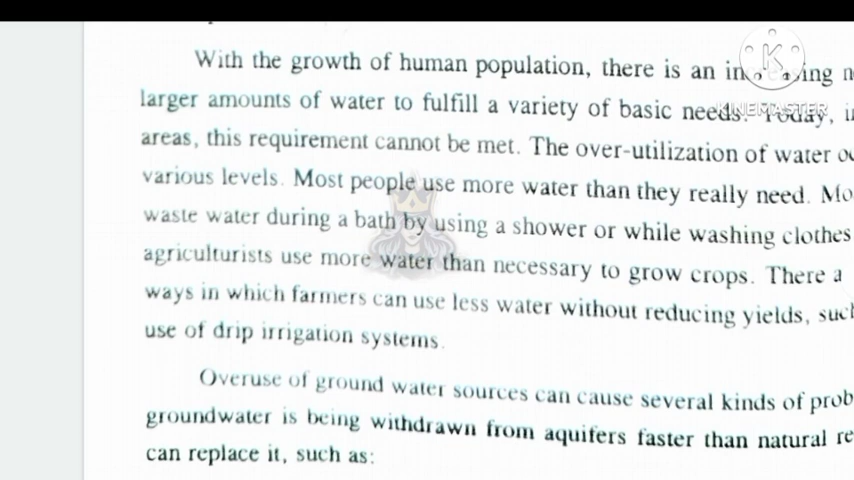 With the growth of human population, there is an increasing n
larger amounts of water to fulfill a variety of basic needs. Today, i
areas, this requirement cannot be met. The over-utilization of water oc
various levels. Most people use more water than they really need. Mo
waste water during a bath by using a shower or while washing clothes
agriculturists use more water than necessary to grow crops. There a
ways in which farmers can use less water without reducing yields, such
use of drip irrigation systems.
Overuse of ground water sources can cause several kinds of prob
groundwater is being withdrawn from aquifers faster than natural re
can replace it, such as:
K
KINEMASTER